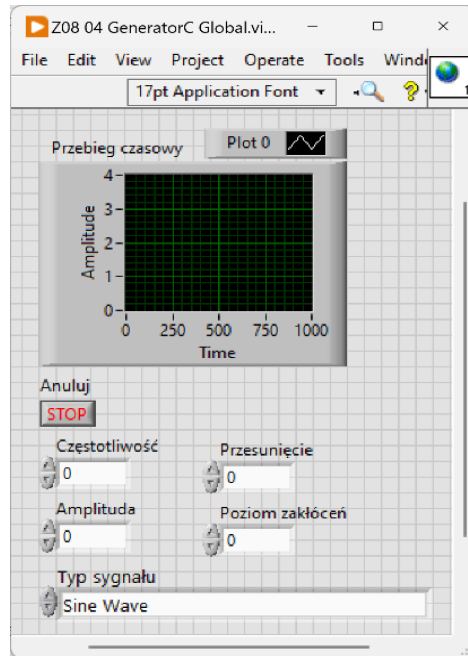 Z08 04 GeneratorC Global.vi...
File Edit View Project Operate Tools Wind
17pt Application Font
1
Przebieg czasowy Plot 0
Amplitude
4
3
2
1
0
0 250 500 750 1000
Time
Anuluj
STOP
Częstotliwość Przesunięcie
0 0
Amplituda Poziom zakłóceń
0 0
Typ sygnału
Sine Wave